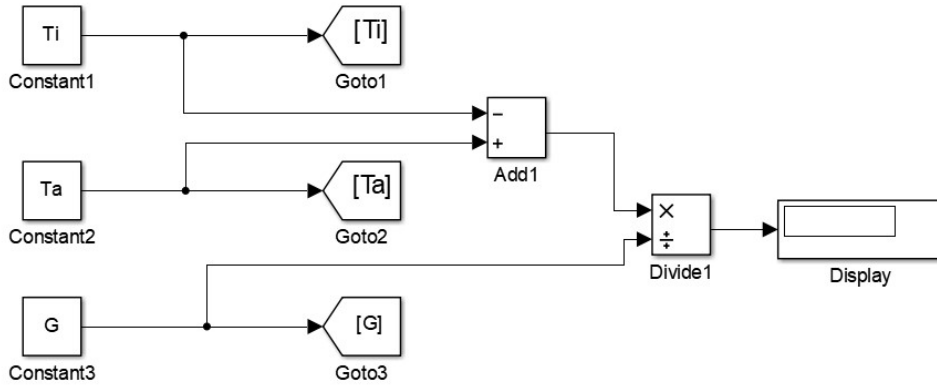 Ti
[Ti]
Constant1
Goto1
−
+
Add1
Ta
[Ta]
Constant2
Goto2
×
÷
Divide1
Display
G
[G]
Constant3
Goto3